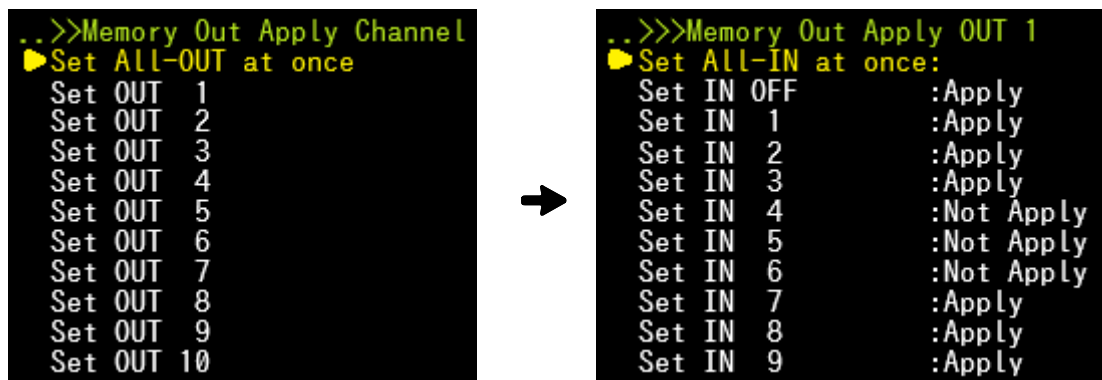 ..>>Memory Out Apply Channel
Set All-OUT at once
Set OUT 1
Set OUT 2
Set OUT 3
Set OUT 4
Set OUT 5
Set OUT 6
Set OUT 7
Set OUT 8
Set OUT 9
Set OUT 10
..>>>Memory Out Apply OUT 1
Set All-IN at once:
Set IN OFF :Apply
Set IN 1 :Apply
Set IN 2 :Apply
Set IN 3 :Apply
Set IN 4 :Not Apply
Set IN 5 :Not Apply
Set IN 6 :Not Apply
Set IN 7 :Apply
Set IN 8 :Apply
Set IN 9 :Apply